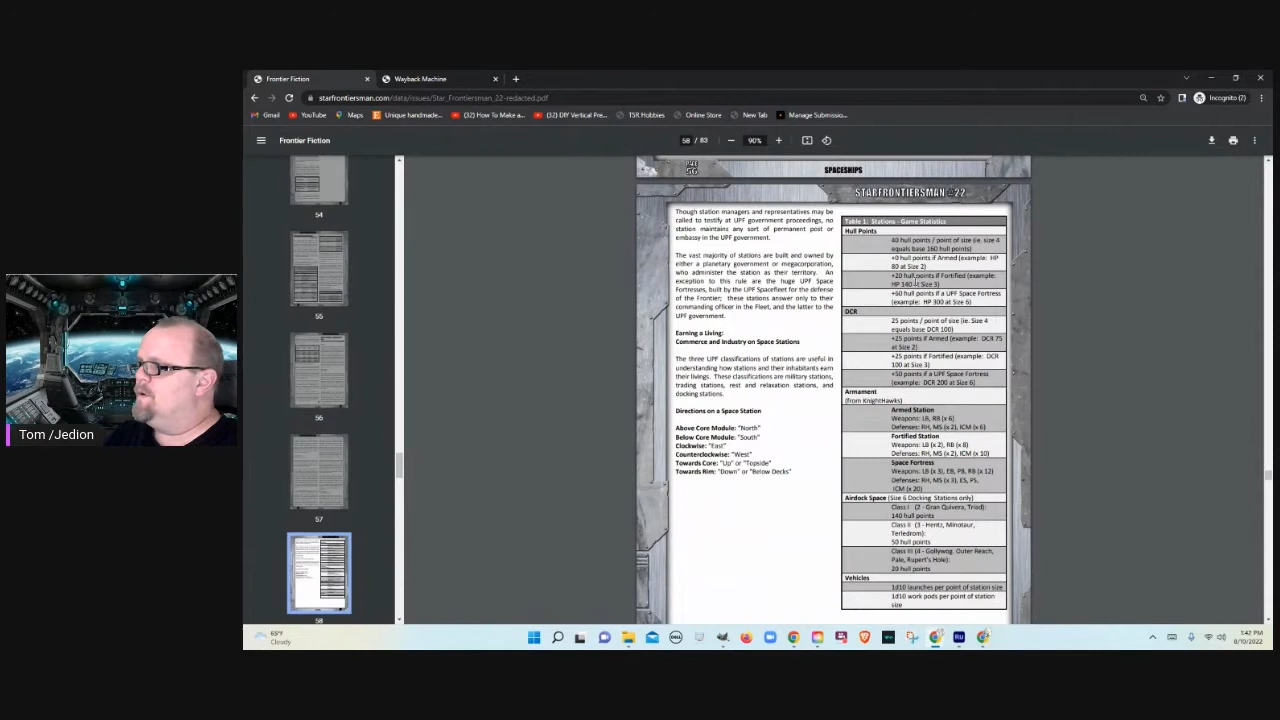 Frontier Fiction
Wayback Machine
starfrontiersman.com/data/issues/Star_Frontiersman_22-redacted.pdf
Incognito (2)
Gmail
YouTube
Maps
Unique handmade...
(32) How To Make a...
(32) DIY Vertical Pre...
TSR Hobbies
Online Store
New Tab
Manage Submissio...
Frontier Fiction
58 / 83
90%
54
55
56
57
58
56
SPACESHIPS
STARFRONTIERSMAN #22
Though station managers and representatives may be
called to testify at UPF government proceedings, no
station maintains any sort of permanent post or
embassy in the UPF government.
The vast majority of stations are built and owned by
either a planetary government or megacorporation,
who administer the station as their territory. An
exception to this rule are the huge UPF Space
Fortresses, built by the UPF Spacefleet for the defense
of the Frontier; these stations answer only to their
commanding officer in the Fleet, and the latter to the
UPF government.
Earning a Living:
Commerce and Industry on Space Stations
The three UPF classifications of stations are useful in
understanding how stations and their inhabitants earn
their livings. These classifications are military stations,
trading stations, rest and relaxation stations, and
docking stations.
Directions on a Space Station
Above Core Module: "North"
Below Core Module: "South"
Clockwise: "East"
Counterclockwise: "West"
Towards Core: "Up" or "Topside"
Towards Rim: "Down" or "Below Decks"
Table 1: Stations - Game Statistics
Hull Points
40 hull points / point of size (ie. size 4
equals base 160 hull points)
+0 hull points if Armed (example: HP
80 at Size 2)
+20 hull points if Fortified (example:
HP 140 at Size 3)
+60 hull points if a UPF Space Fortress
(example: HP 300 at Size 6)
DCR
25 points / point of size (ie. Size 4
equals base DCR 100)
+25 points if Armed (example: DCR 75
at Size 2)
+25 points if Fortified (example: DCR
100 at Size 3)
+50 points if a UPF Space Fortress
(example: DCR 200 at Size 6)
Armament
(from KnightHawks)
Armed Station
Weapons: LB, RB (x 6)
Defenses: RH, MS (x 2), ICM (x 6)
Fortified Station
Weapons: LB (x 2), RB (x 8)
Defenses: RH, MS (x 2), ICM (x 10)
Space Fortress
Weapons: LB (x 3), EB, PB, RB (x 12)
Defenses: RH, MS (x 3), ES, PS,
ICM (x 20)
Airdock Space (Size 6 Docking Stations only)
Class I (2 - Gran Quivera, Triad):
140 hull points
Class II (3 - Hentz, Minotaur,
Terledrom):
50 hull points
Class III (4 - Gollywog, Outer Reach,
Pale, Rupert's Hole):
20 hull points
Vehicles
1d10 launches per point of station size
1d10 work pods per point of station
size
Tom /Jedion
65°F
Cloudy
1:42 PM
8/10/2022